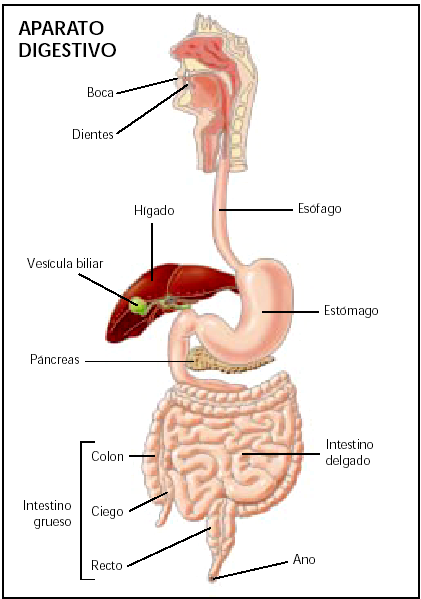 APARATO
DIGESTIVO
Boca
Dientes
Hígado
Esófago
Vesícula biliar
Estómago
Páncreas
Intestino
delgado
Colon
Intestino
grueso
Ciego
Recto
Ano